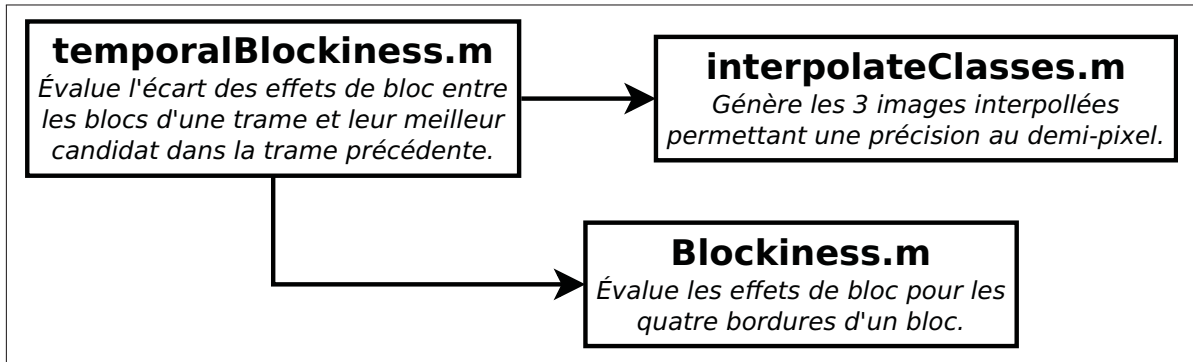 temporalBlockiness.m
Évalue l'écart des effets de bloc entre
les blocs d'une trame et leur meilleur
candidat dans la trame précédente.
interpolateClasses.m
Génère les 3 images interpollées
permettant une précision au demi-pixel.
Blockiness.m
Évalue les effets de bloc pour les
quatre bordures d'un bloc.